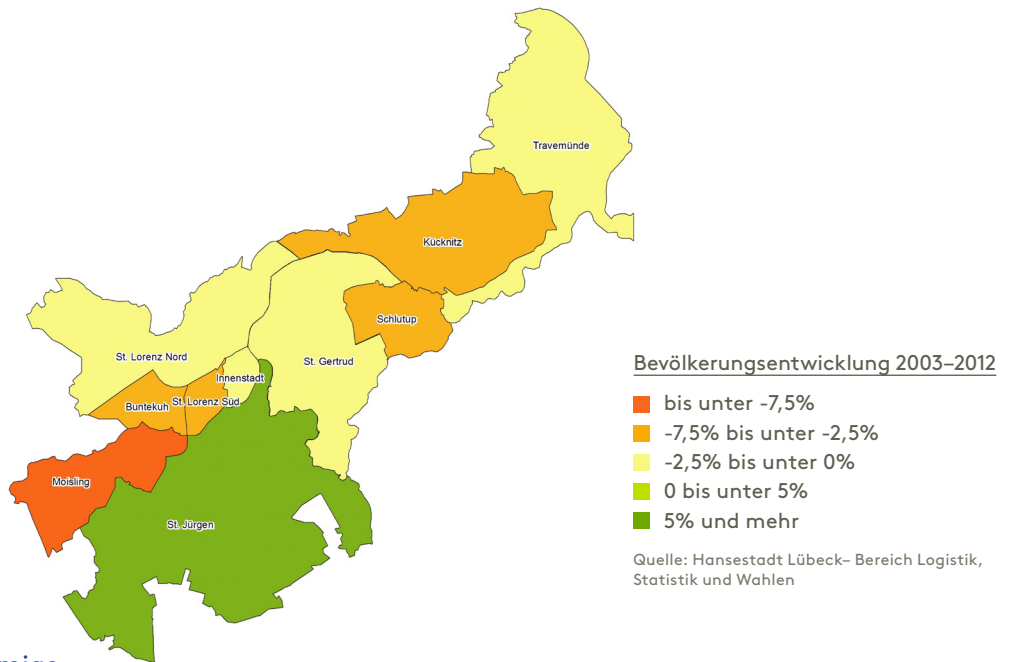 Travemünde
Kücknitz
Schlutup
St. Lorenz Nord
St. Gertrud
Innenstadt
Buntekuh
St. Lorenz Süd
Moisling
St. Jürgen
Bevölkerungsentwicklung 2003–2012
bis unter -7,5%
-7,5% bis unter -2,5%
-2,5% bis unter 0%
0 bis unter 5%
5% und mehr
Quelle: Hansestadt Lübeck– Bereich Logistik,
Statistik und Wahlen